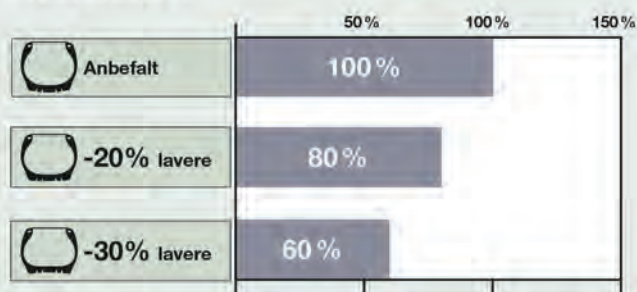 50 % 100 % 150 %
Anbefalt 100 %
-20% lavere 80 %
-30% lavere 60 %